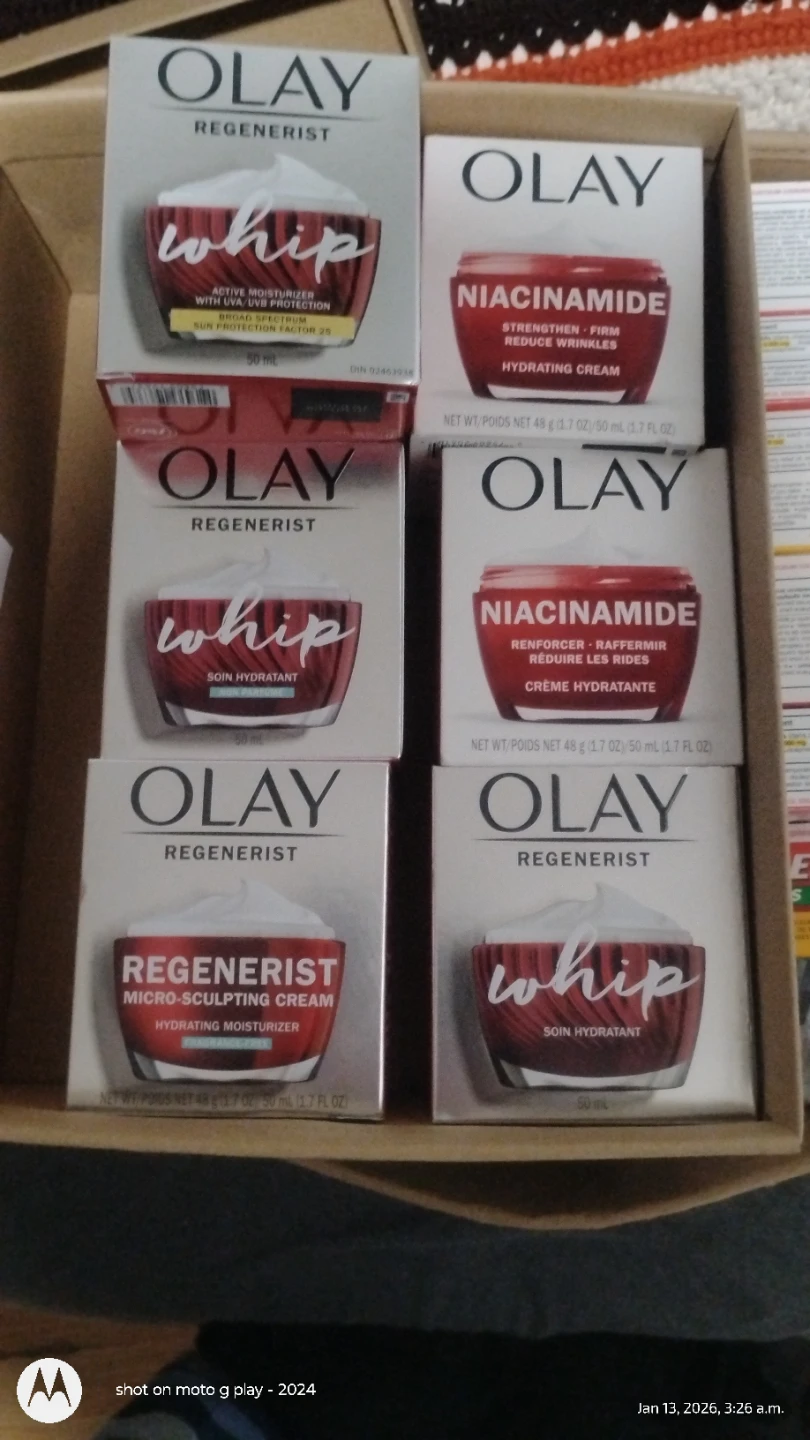 OLAY
REGENERIST
whip
ACTIVE MOISTURIZER
WITH UVA/UVB PROTECTION
BROAD SPECTRUM
SUN PROTECTION FACTOR 25
50 mL
OLAY
NIACINAMIDE
STRENGTHEN · FIRM
REDUCE WRINKLES
HYDRATING CREAM
NET WT/POIDS NET 48 g (1.7 OZ)/50 mL (1.7 FL OZ)
OLAY
REGENERIST
whip
SOIN HYDRATANT
NON PARFUMÉ
50 mL
OLAY
NIACINAMIDE
RENFORCER · RAFFERMIR
RÉDUIRE LES RIDES
CRÈME HYDRATANTE
NET WT/POIDS NET 48 g (1.7 OZ)/50 mL (1.7 FL OZ)
OLAY
REGENERIST
REGENERIST
MICRO-SCULPTING CREAM
HYDRATING MOISTURIZER
FRAGRANCE-FREE
NET WT/POIDS NET 48 g (1.7 OZ)/50 mL (1.7 FL OZ)
OLAY
REGENERIST
whip
SOIN HYDRATANT
50 mL
shot on moto g play - 2024
Jan 13, 2026, 3:26 a.m.